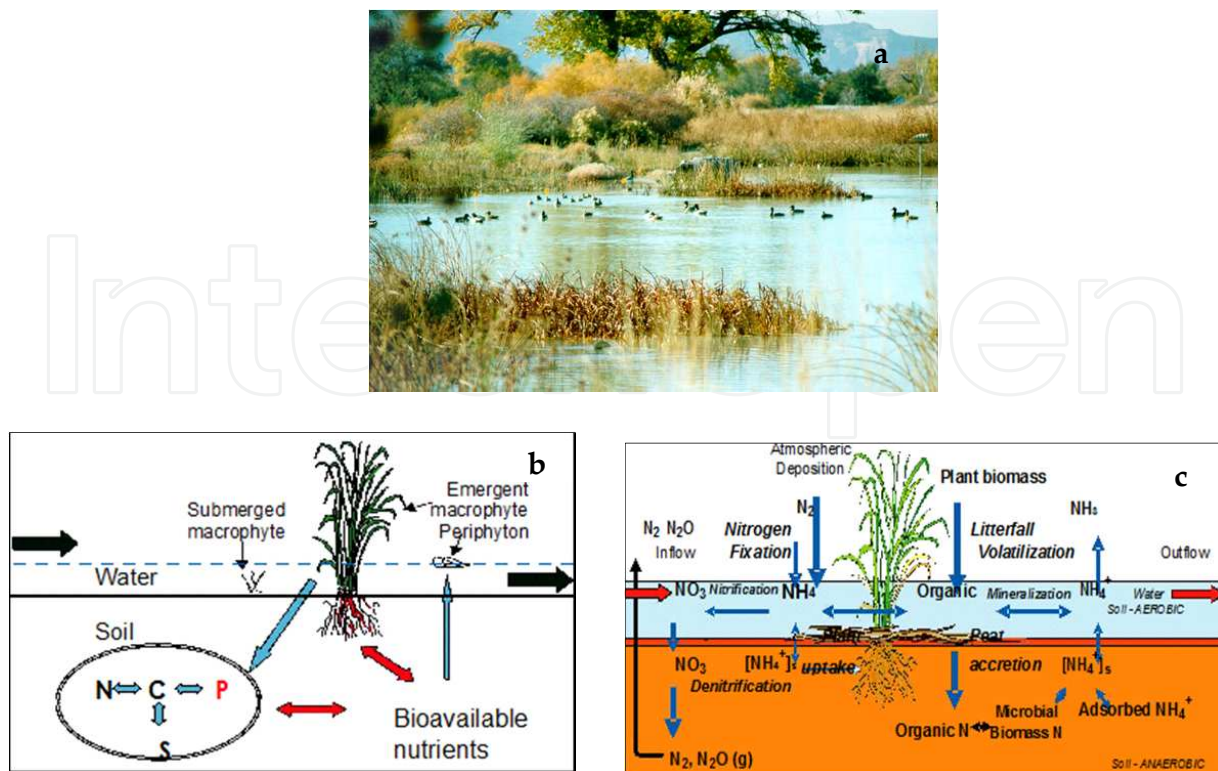 a
IntechOpen
b
Submerged
macrophyte
Emergent
macrophyte
Periphyton
Water
Soil
N C P
S
Bioavailable
nutrients
c
Atmospheric
Deposition
Plant biomass
N2
NH4
N2 N2O
Inflow
Nitrogen
Fixation
Litterfall
Volatilization
Outflow
NO3 Nitrification NH4 Organic Mineralization NH4+ Water
Soil - AEROBIC
Plant Peat
NO3 [NH4+]s uptake accretion [NH4+]s
Denitrification
Organic N Microbial
Biomass N
Adsorbed NH4+
N2, N2O (g)
Soil - ANAEROBIC